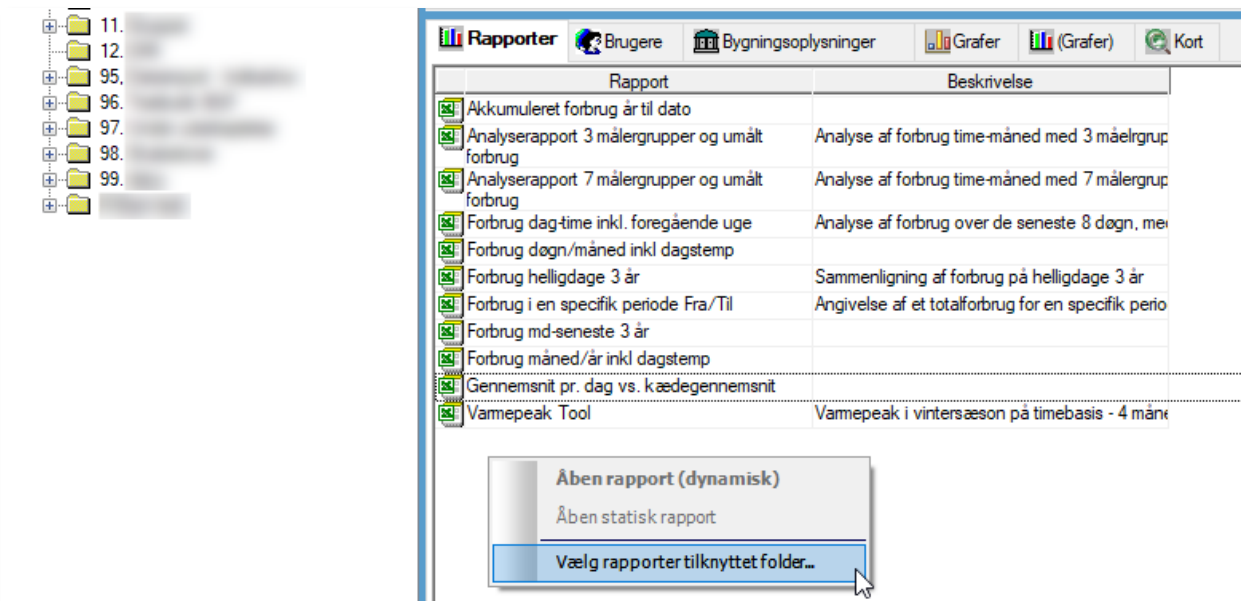 11.
12.
95,
96.
97.
98.
99.
Rapporter Brugere Bygningsoplysninger Grafer (Grafer) Kort
Rapport Beskrivelse
Akkumuleret forbrug år til dato
Analyserapport 3 målergrupper og umålt Analyse af forbrug time-måned med 3 måelrgrup
forbrug
Analyserapport 7 målergrupper og umålt Analyse af forbrug time-måned med 7 målergrup
forbrug
Forbrug dag-time inkl. foregående uge Analyse af forbrug over de seneste 8 døgn, me
Forbrug døgn/måned inkl dagstemp
Forbrug helligdage 3 år Sammenligning af forbrug på helligdage 3 år
Forbrug i en specifik periode Fra/Til Angivelse af et totalforbrug for en specifik perio
Forbrug md-seneste 3 år
Forbrug måned/år inkl dagstemp
Gennemsnit pr. dag vs. kædegennemsnit
Varmepeak Tool Varmepeak i vintersæson på timebasis - 4 måne
Åben rapport (dynamisk)
Åben statisk rapport
Vælg rapporter tilknyttet folder...